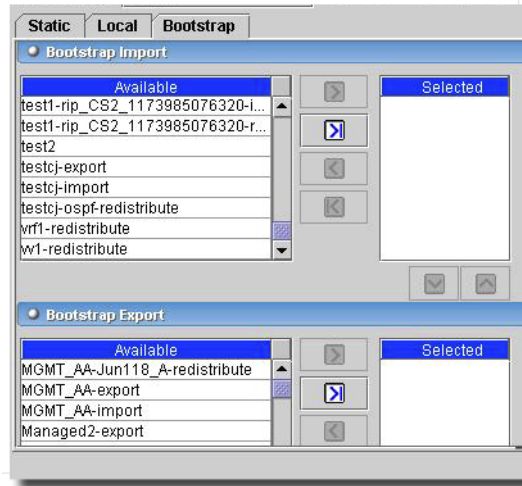 Static Local Bootstrap
Bootstrap Import
Available Selected
test1-rip_CS2_1173985076320-i...
test1-rip_CS2_1173985076320-r...
test2
testcj-export
testcj-import
testcj-ospf-redistribute
vrf1-redistribute
vv1-redistribute
Bootstrap Export
Available Selected
MGMT_AA-Jun118_A-redistribute
MGMT_AA-export
MGMT_AA-import
Managed2-export